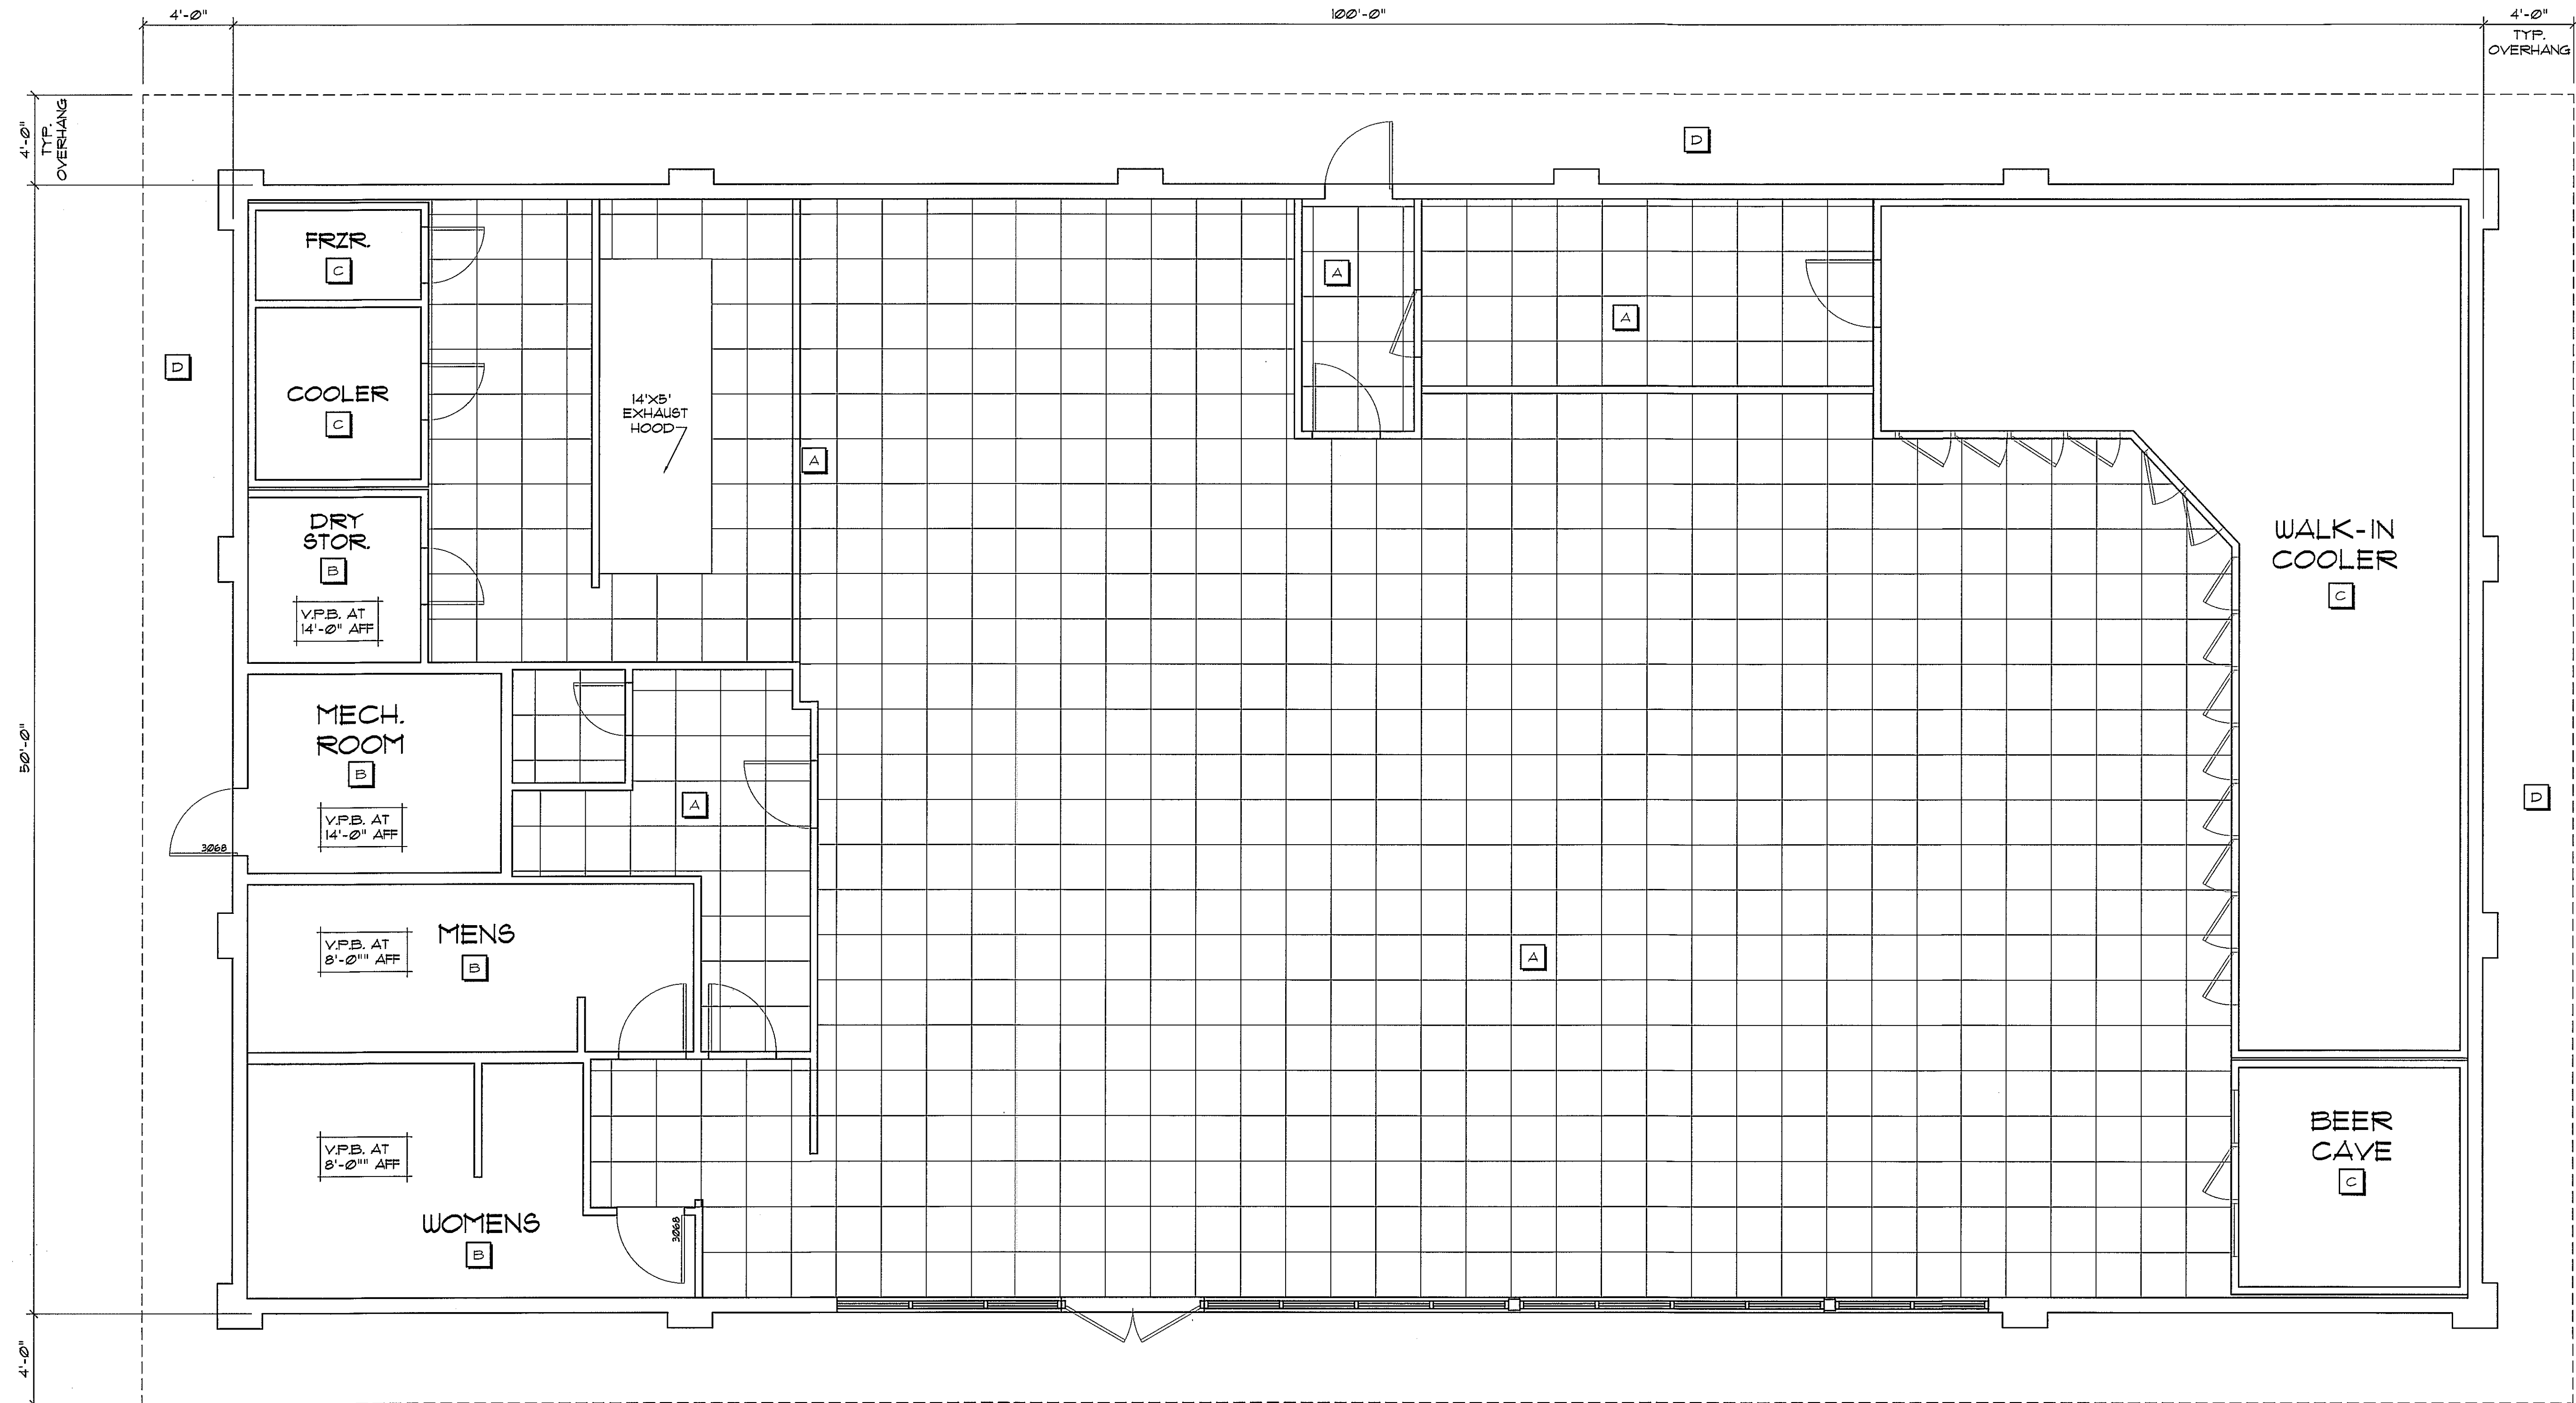 4'-0"
100'-0"
4'-0"
TYP.
OVERHANG
4'-0"
TYP.
OVERHANG
D
FRZR.
C
A
A
D
COOLER
C
14'X5'
EXHAUST
HOOD
A
DRY
STOR.
B
V.P.B. AT
14'-0" AFF
WALK-IN
COOLER
C
50'-0"
MECH.
ROOM
B
V.P.B. AT
14'-0" AFF
3068
A
D
MENS
B
V.P.B. AT
8'-0"" AFF
A
V.P.B. AT
8'-0"" AFF
WOMENS
B
3068
BEER
CAVE
C
4'-0"